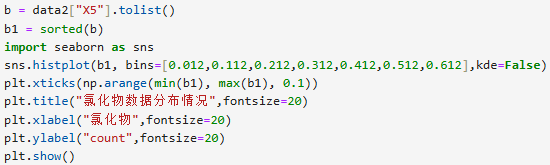 b = data2["X5"].tolist()
b1 = sorted(b)
import seaborn as sns
sns.histplot(b1, bins=[0.012,0.112,0.212,0.312,0.412,0.512,0.612],kde=False)
plt.xticks(np.arange(min(b1), max(b1), 0.1))
plt.title("氯化物数据分布情况",fontsize=20)
plt.xlabel("氯化物",fontsize=20)
plt.ylabel("count",fontsize=20)
plt.show()